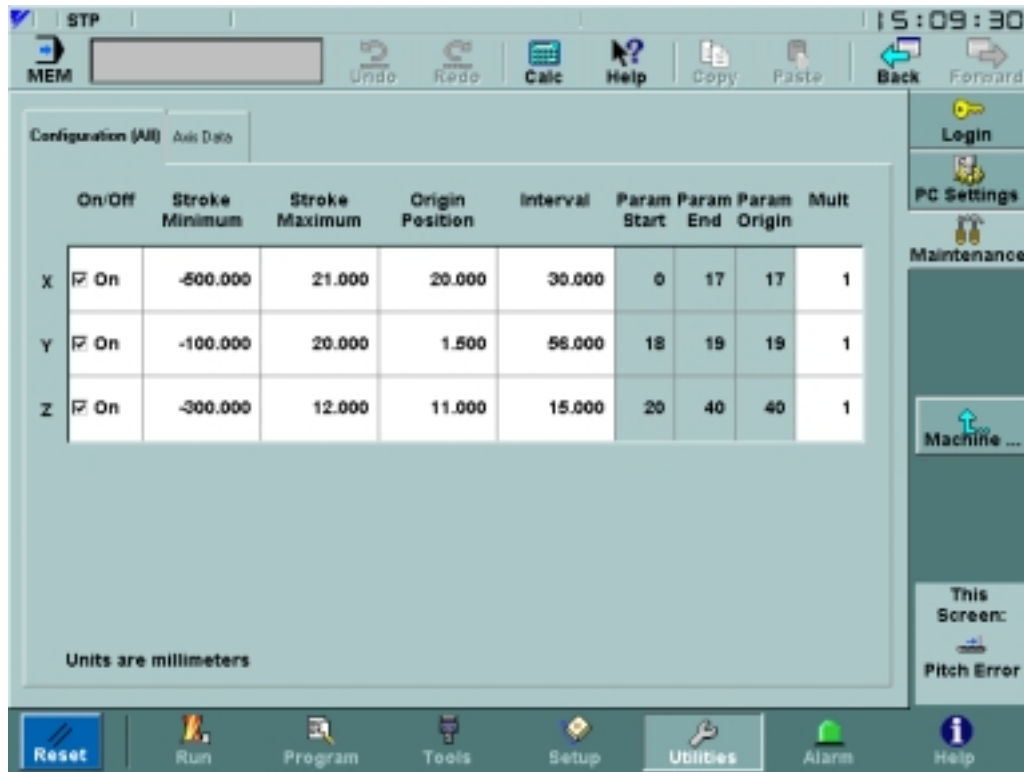 STP
15:09:30
MEM Undo Redo Calc Help Copy Paste Back Forward
Configuration (All) Axis Data
Login
PC Settings
Maintenance
On/Off Stroke Minimum Stroke Maximum Origin Position Interval Param Start Param End Param Origin Mult
X On -500.000 21.000 20.000 30.000 0 17 17 1
Y On -100.000 20.000 1.500 56.000 18 19 19 1
Z On -300.000 12.000 11.000 15.000 20 40 40 1
Machine ...
This
Screen:
Pitch Error
Units are millimeters
Reset Run Program Tools Setup Utilities Alarm Help